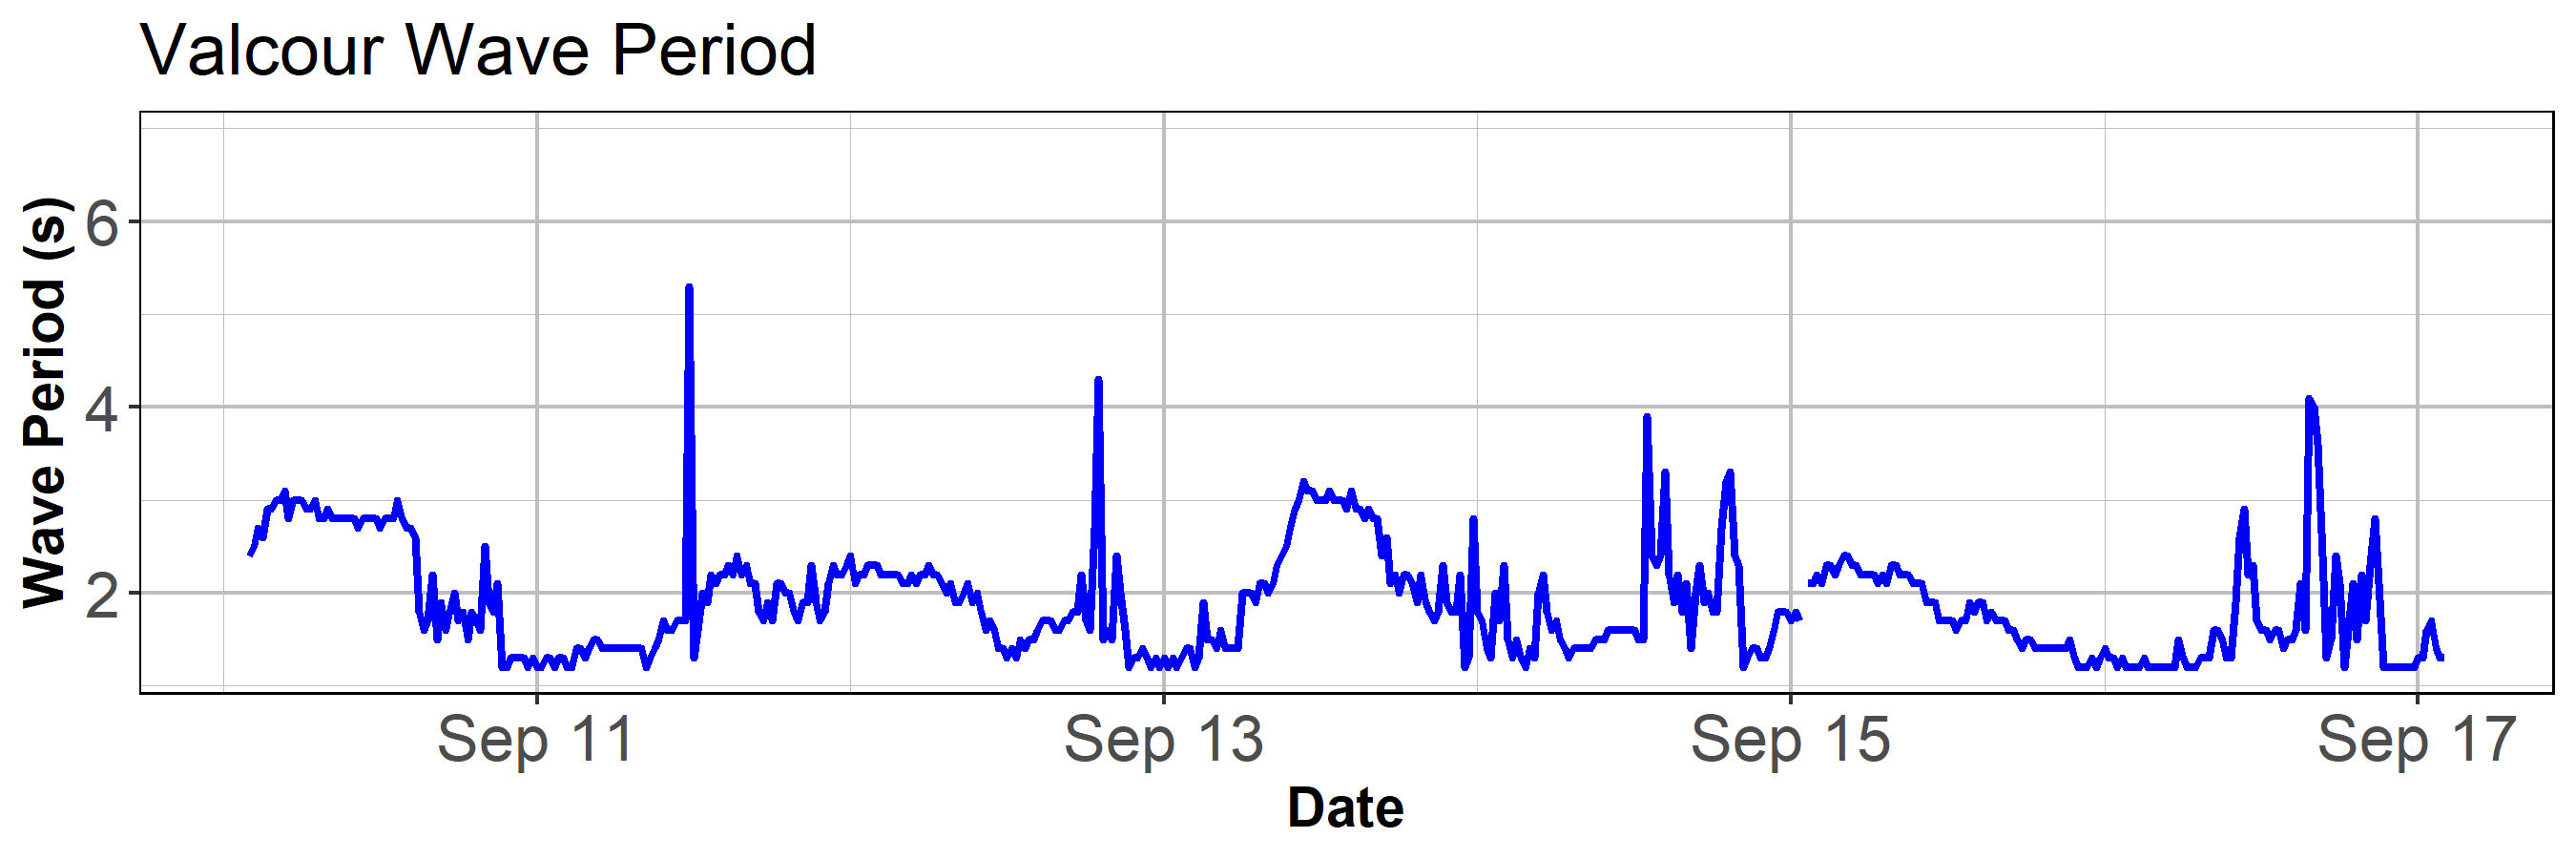 Valcour Wave Period
Wave Period (s)
6
4
2
Sep 11
Sep 13
Sep 15
Sep 17
Date